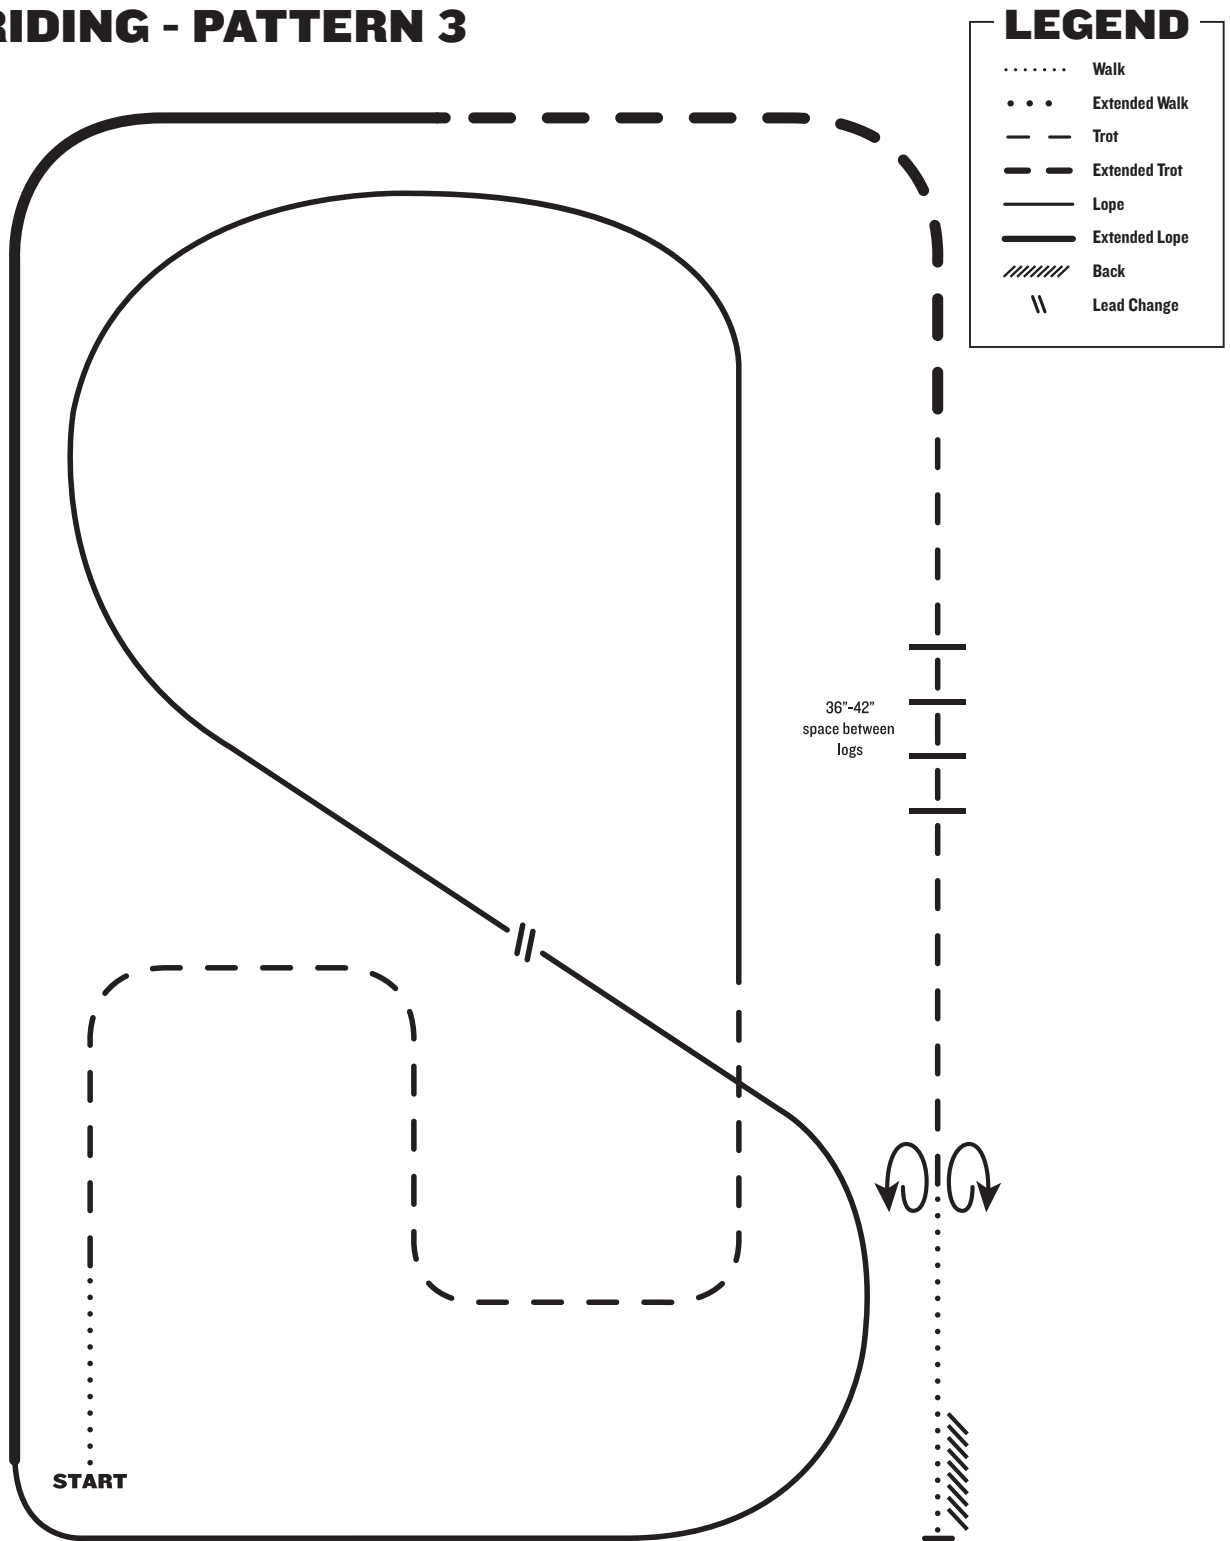 RIDING - PATTERN 3
LEGEND
Walk
Extended Walk
Trot
Extended Trot
Lope
Extended Lope
Back
Lead Change
36”-42”
space between
logs
START